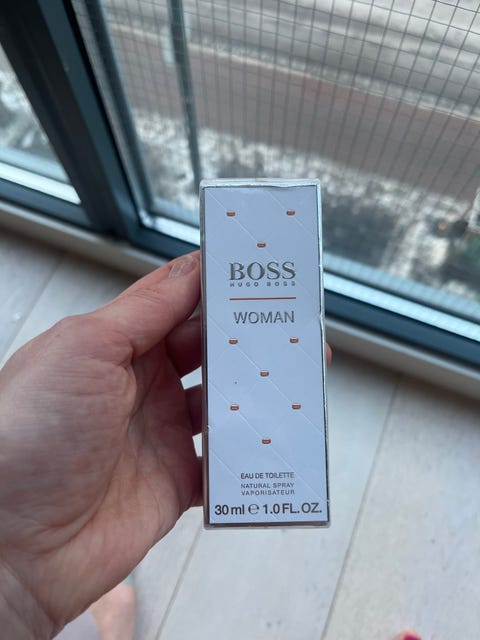 BOSS
HUGO BOSS
WOMAN
EAU DE TOILETTE
NATURAL SPRAY
VAPORISATEUR
30 ml ℮ 1.0 FL. OZ.